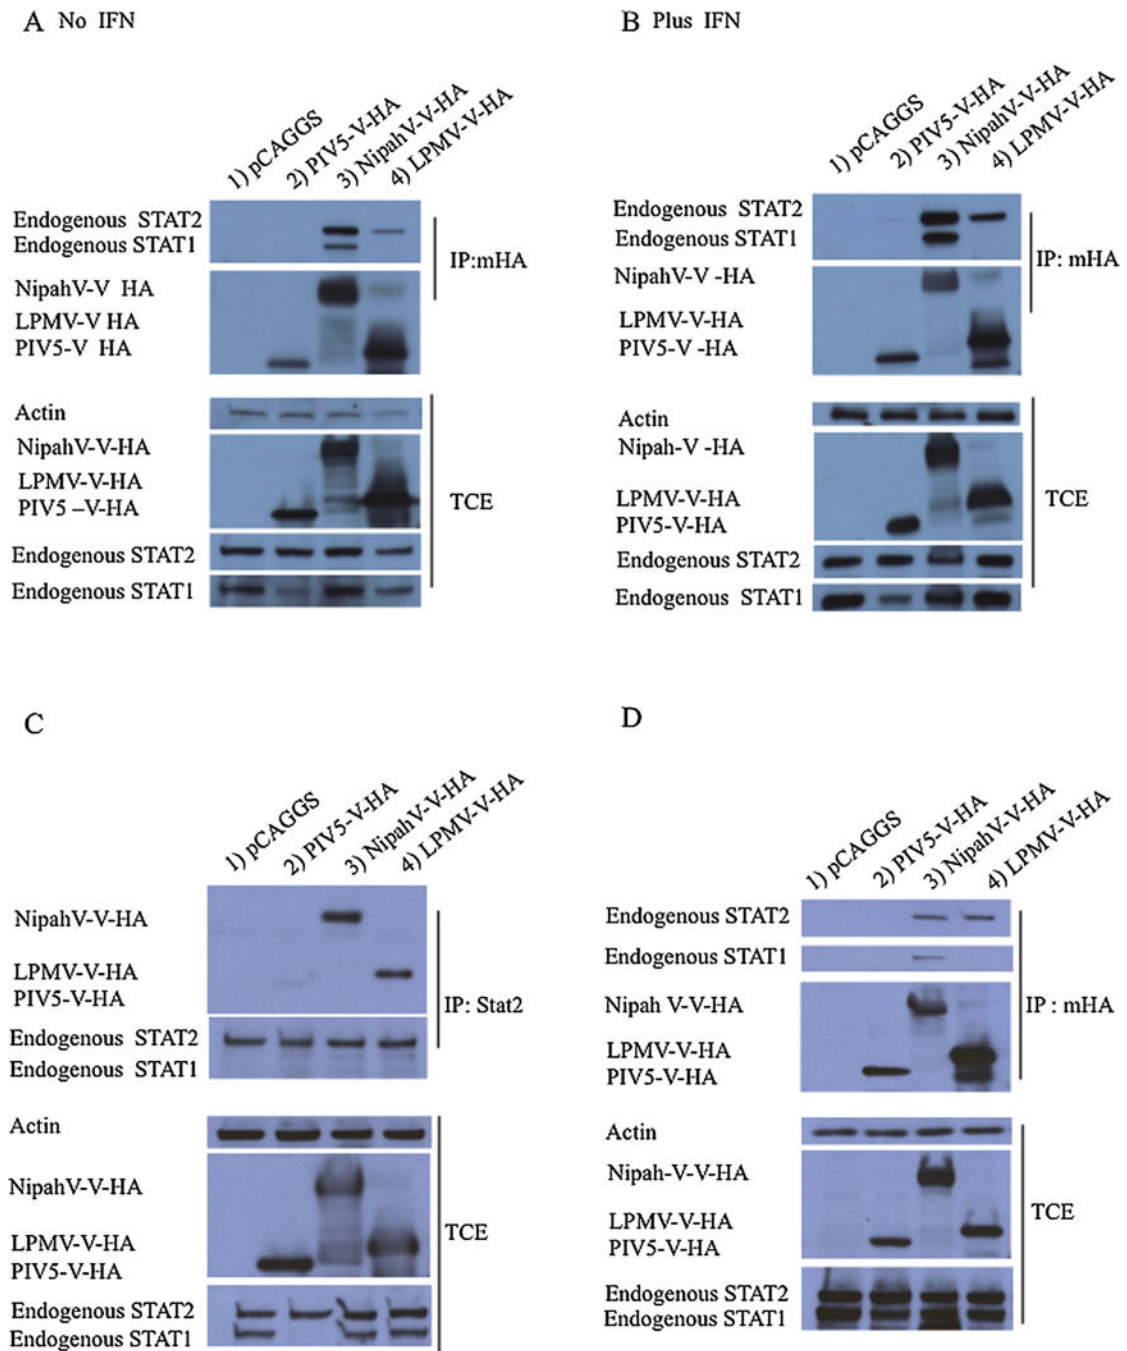 A No IFN
1) pCAGGS
2) PIV5-V-HA
3) NipahV-V-HA
4) LPMV-V-HA
Endogenous STAT2
Endogenous STAT1
IP:mHA
NipahV-V HA
LPMV-V HA
PIV5-V HA
Actin
NipahV-V-HA
LPMV-V-HA
PIV5 –V-HA
TCE
Endogenous STAT2
Endogenous STAT1
B Plus IFN
1) pCAGGS
2) PIV5-V-HA
3) NipahV-V-HA
4) LPMV-V-HA
Endogenous STAT2
Endogenous STAT1
IP: mHA
NipahV-V -HA
LPMV-V-HA
PIV5-V -HA
Actin
Nipah-V -HA
LPMV-V-HA
PIV5-V-HA
TCE
Endogenous STAT2
Endogenous STAT1
C
1) pCAGGS
2) PIV5-V-HA
3) NipahV-V-HA
4) LPMV-V-HA
NipahV-V-HA
LPMV-V-HA
PIV5-V-HA
IP: Stat2
Endogenous STAT2
Endogenous STAT1
Actin
NipahV-V-HA
LPMV-V-HA
PIV5-V-HA
TCE
Endogenous STAT2
Endogenous STAT1
D
1) pCAGGS
2) PIV5-V-HA
3) NipahV-V-HA
4) LPMV-V-HA
Endogenous STAT2
Endogenous STAT1
Nipah V-V-HA
IP : mHA
LPMV-V-HA
PIV5-V-HA
Actin
Nipah-V-V-HA
LPMV-V-HA
PIV5-V-HA
TCE
Endogenous STAT2
Endogenous STAT1